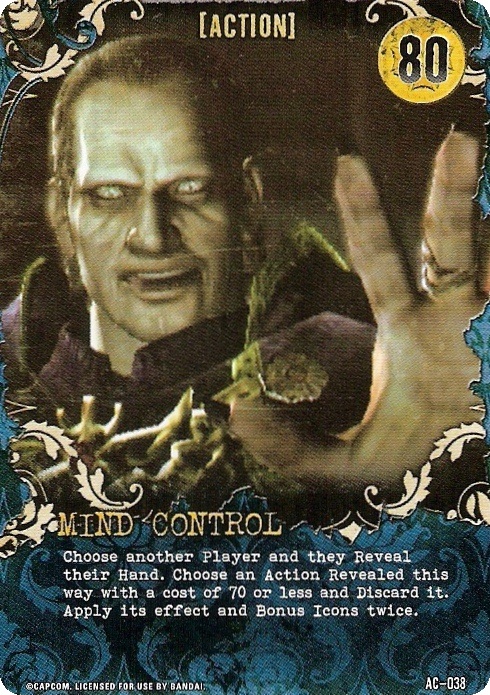 [ACTION]
80
MIND CONTROL
Choose another Player and they Reveal
their Hand. Choose an Action Revealed this
way with a cost of 70 or less and Discard it.
Apply its effect and Bonus Icons twice.
©CAPCOM. LICENSED FOR USE BY BANDAI.
AC-038